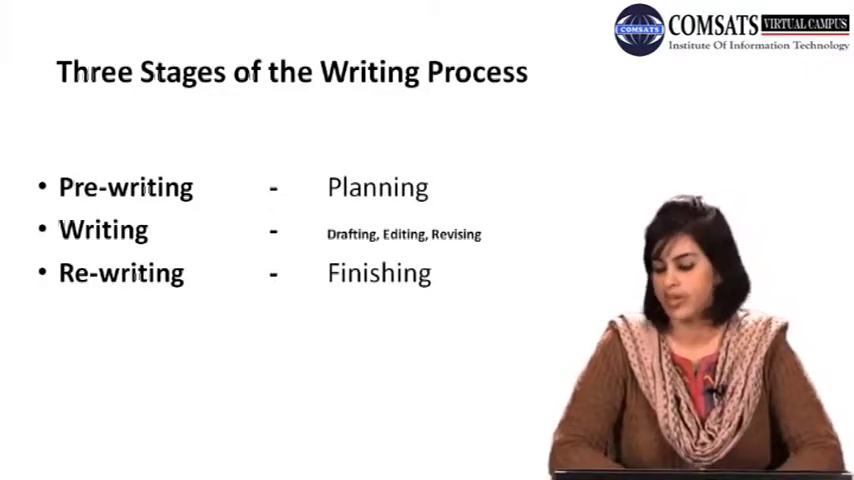 COMSATS VIRTUAL CAMPUS
COMSATS Institute Of Information Technology
Three Stages of the Writing Process
• Pre-writing - Planning
• Writing - Drafting, Editing, Revising
• Re-writing - Finishing